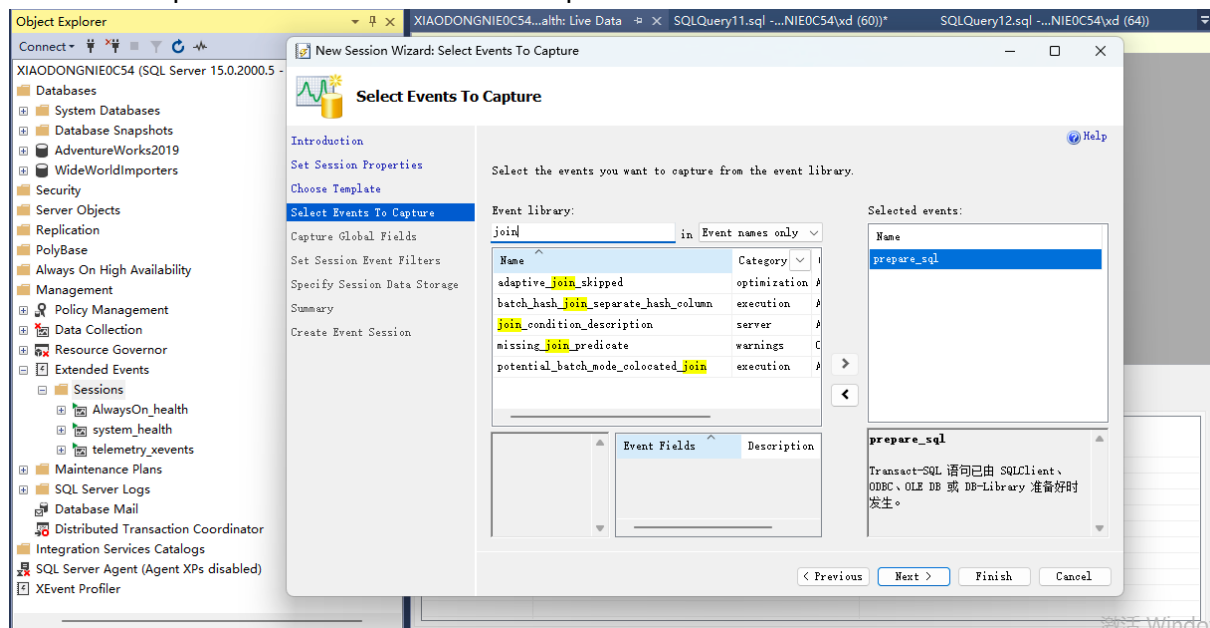 Object Explorer
XIAODONGNIE0C54...alth: Live Data
SQLQuery11.sql -...NIE0C54\xd (60))*
SQLQuery12.sql -...NIE0C54\xd (64))
Connect
XIAODONGNIE0C54 (SQL Server 15.0.2000.5 -
Databases
System Databases
Database Snapshots
AdventureWorks2019
WideWorldImporters
Security
Server Objects
Replication
PolyBase
Always On High Availability
Management
Policy Management
Data Collection
Resource Governor
Extended Events
Sessions
AlwaysOn_health
system_health
telemetry_xevents
Maintenance Plans
SQL Server Logs
Database Mail
Distributed Transaction Coordinator
Integration Services Catalogs
SQL Server Agent (Agent XPs disabled)
XEvent Profiler
New Session Wizard: Select Events To Capture
Select Events To Capture
Introduction
Set Session Properties
Choose Template
Select Events To Capture
Capture Global Fields
Set Session Event Filters
Specify Session Data Storage
Summary
Create Event Session
Help
Select the events you want to capture from the event library.
Event library:
join
in
Event names only
Name
Category
adaptive_join_skipped
optimization
batch_hash_join_separate_hash_column
execution
join_condition_description
server
missing_join_predicate
warnings
potential_batch_mode_colocated_join
execution
Event Fields
Description
Selected events:
Name
prepare_sql
prepare_sql
Transact-SQL 语句已由 SQLClient、
ODBC、OLE DB 或 DB-Library 准备好时
发生。
< Previous
Next >
Finish
Cancel